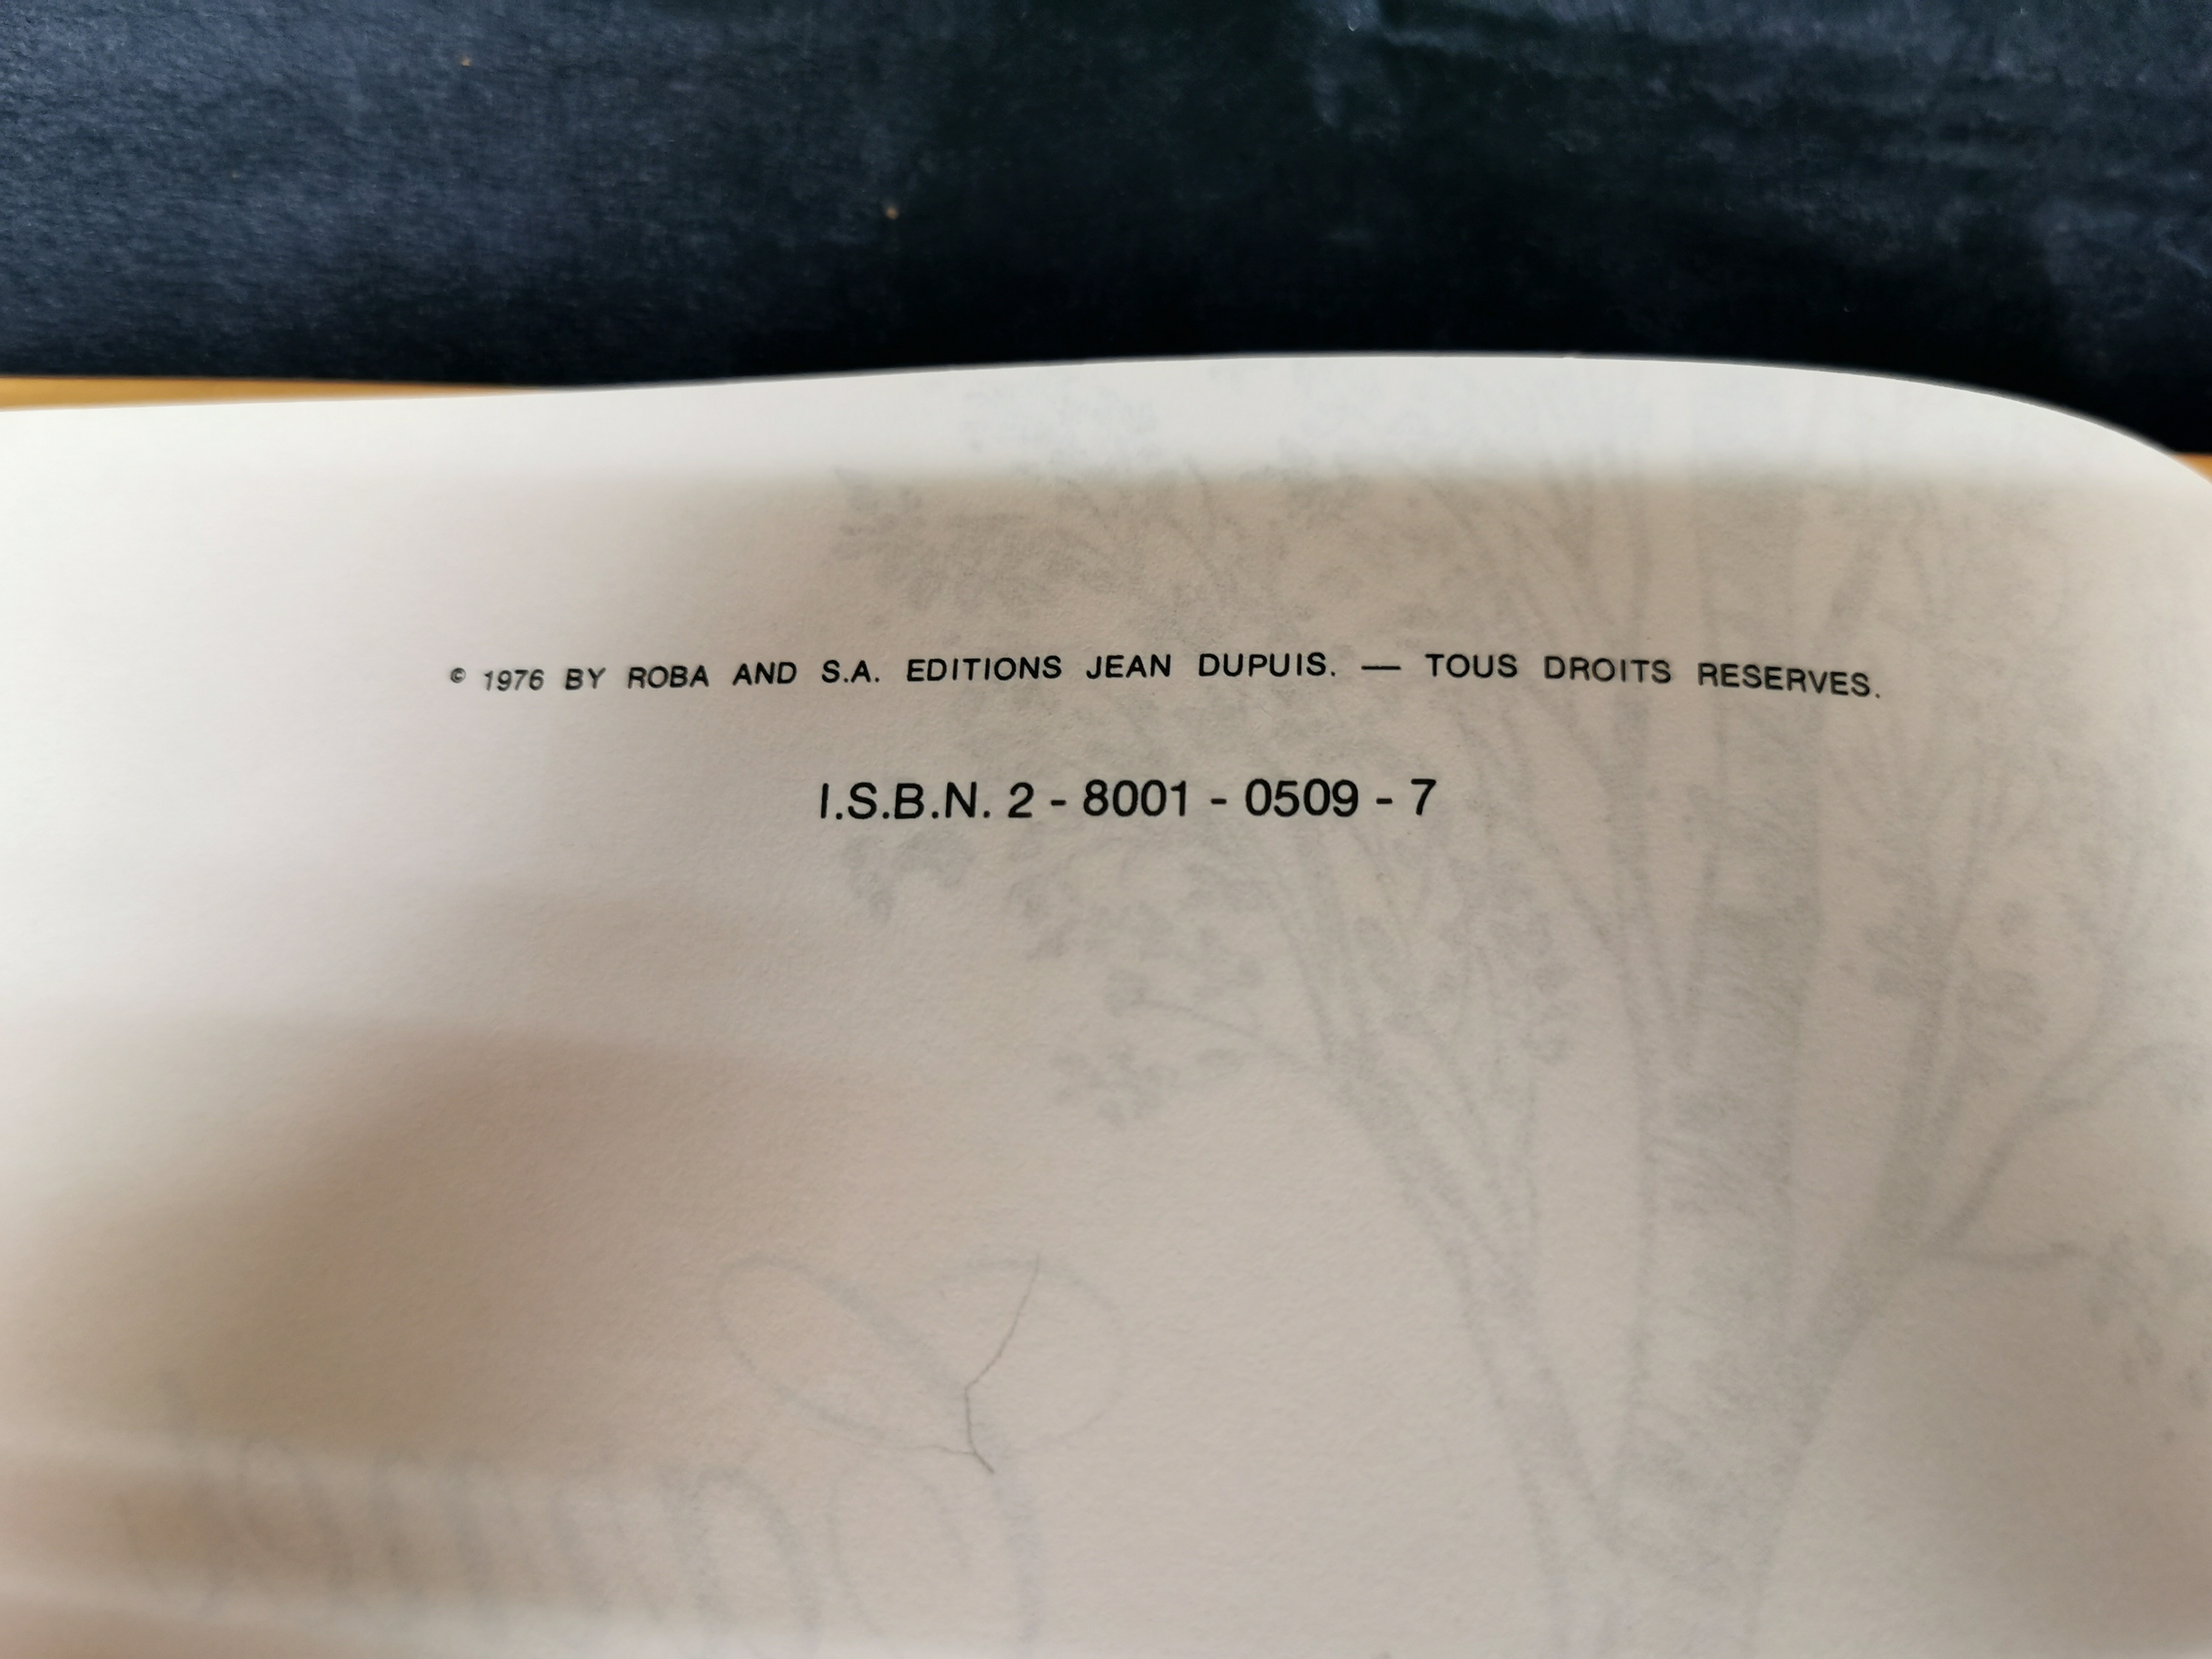 © 1976 BY ROBA AND S.A. EDITIONS JEAN DUPUIS. — TOUS DROITS RESERVES.
I.S.B.N. 2 - 8001 - 0509 - 7